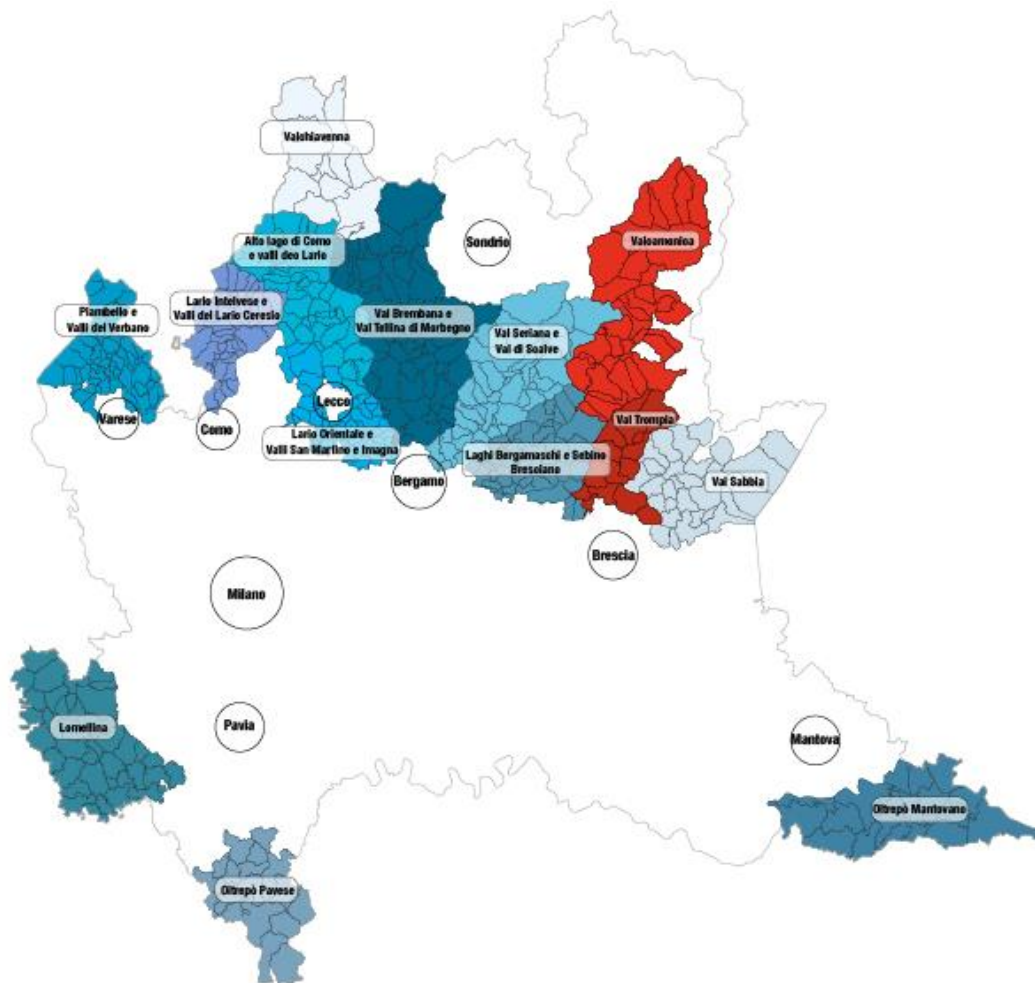 Valchiavenna
Sondrio
Valcamonica
Alto lago di Como
e valli deo Lario
Lario Intelvese e
Valli del Lario Ceresio
Piambello e
Valli del Verbano
Val Brembana e
Val Tellina di Morbegno
Val Seriana e
Val di Scalve
Lecco
Varese
Como
Val Trompia
Lario Orientale e
Valli San Martino e Imagna
Laghi Bergamaschi e Sebino
Bresciano
Bergamo
Val Sabbia
Brescia
Milano
Lomellina
Pavia
Mantova
Oltrepò Mantovano
Oltrepò Pavese